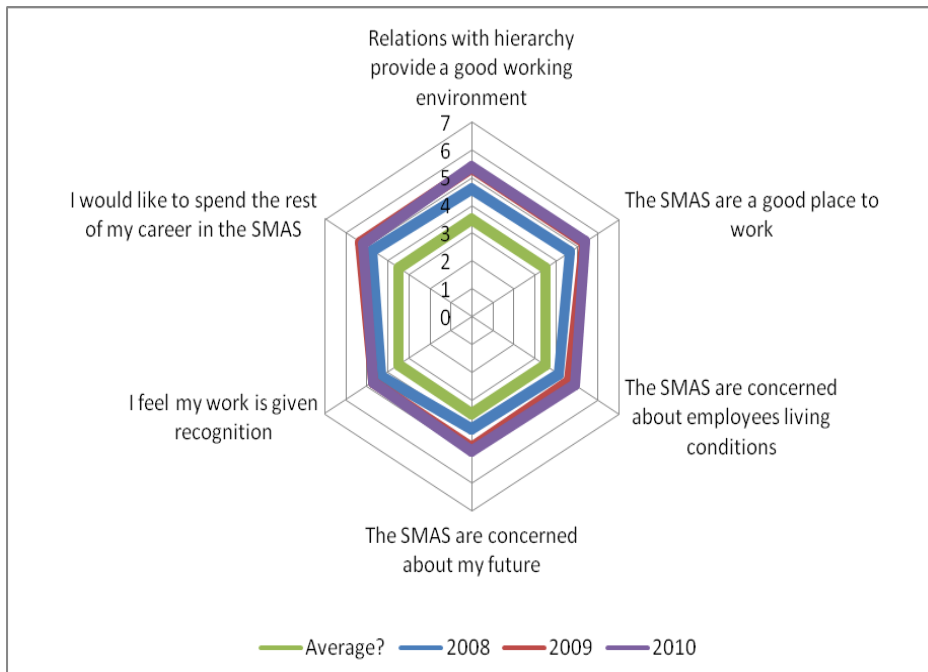 Relations with hierarchy
provide a good working
environment
7
6
5
4
3
2
1
0
I would like to spend the rest
of my career in the SMAS
The SMAS are a good place to
work
I feel my work is given
recognition
The SMAS are concerned
about employees living
conditions
The SMAS are concerned
about my future
Average? 2008 2009 2010